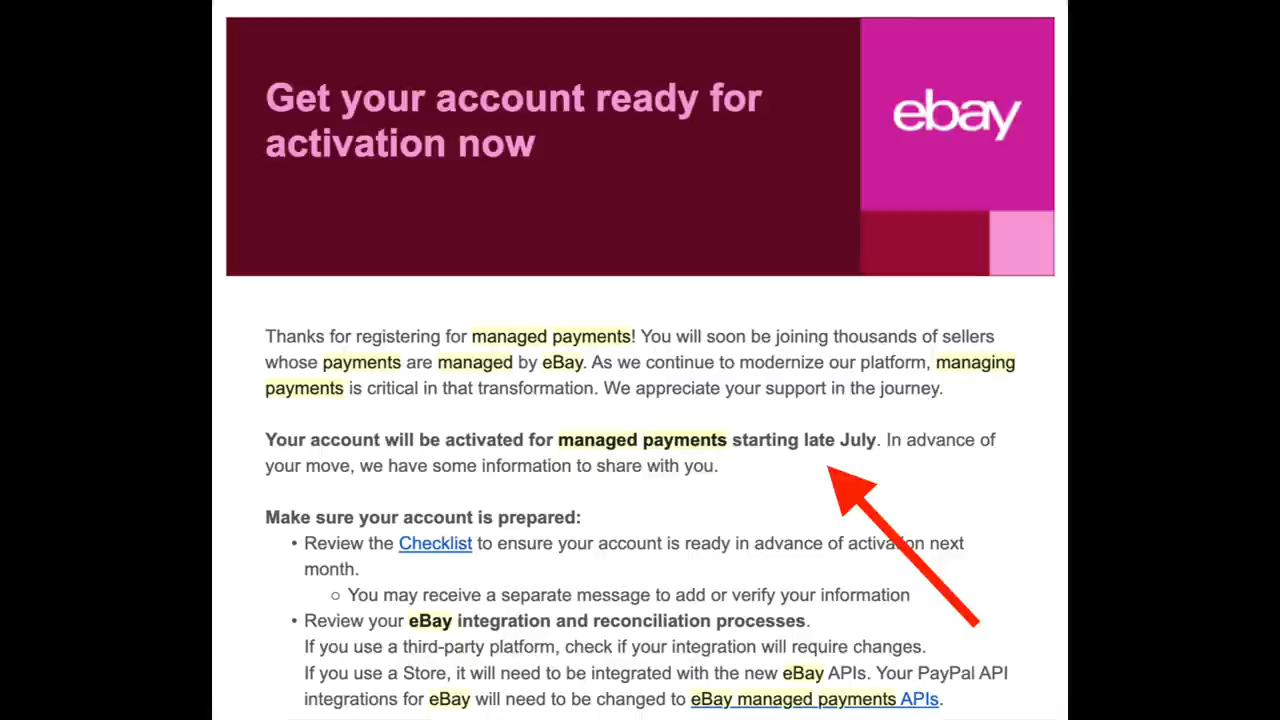 Get your account ready for
activation now
ebay
Thanks for registering for managed payments! You will soon be joining thousands of sellers
whose payments are managed by eBay. As we continue to modernize our platform, managing
payments is critical in that transformation. We appreciate your support in the journey.
Your account will be activated for managed payments starting late July. In advance of
your move, we have some information to share with you.
Make sure your account is prepared:
• Review the Checklist to ensure your account is ready in advance of activation next
month.
○ You may receive a separate message to add or verify your information
• Review your eBay integration and reconciliation processes.
If you use a third-party platform, check if your integration will require changes.
If you use a Store, it will need to be integrated with the new eBay APIs. Your PayPal API
integrations for eBay will need to be changed to eBay managed payments APIs.